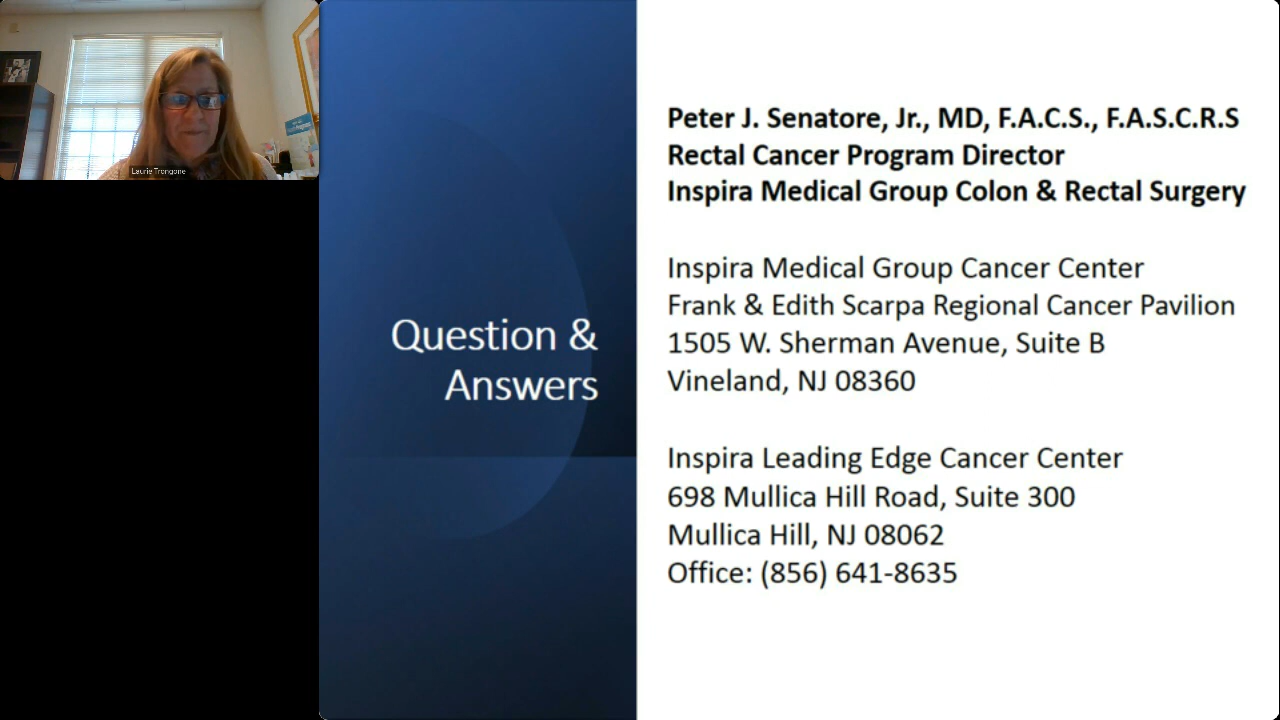 Laurie Trongone
Question &
Answers
Peter J. Senatore, Jr., MD, F.A.C.S., F.A.S.C.R.S
Rectal Cancer Program Director
Inspira Medical Group Colon & Rectal Surgery
Inspira Medical Group Cancer Center
Frank & Edith Scarpa Regional Cancer Pavilion
1505 W. Sherman Avenue, Suite B
Vineland, NJ 08360
Inspira Leading Edge Cancer Center
698 Mullica Hill Road, Suite 300
Mullica Hill, NJ 08062
Office: (856) 641-8635